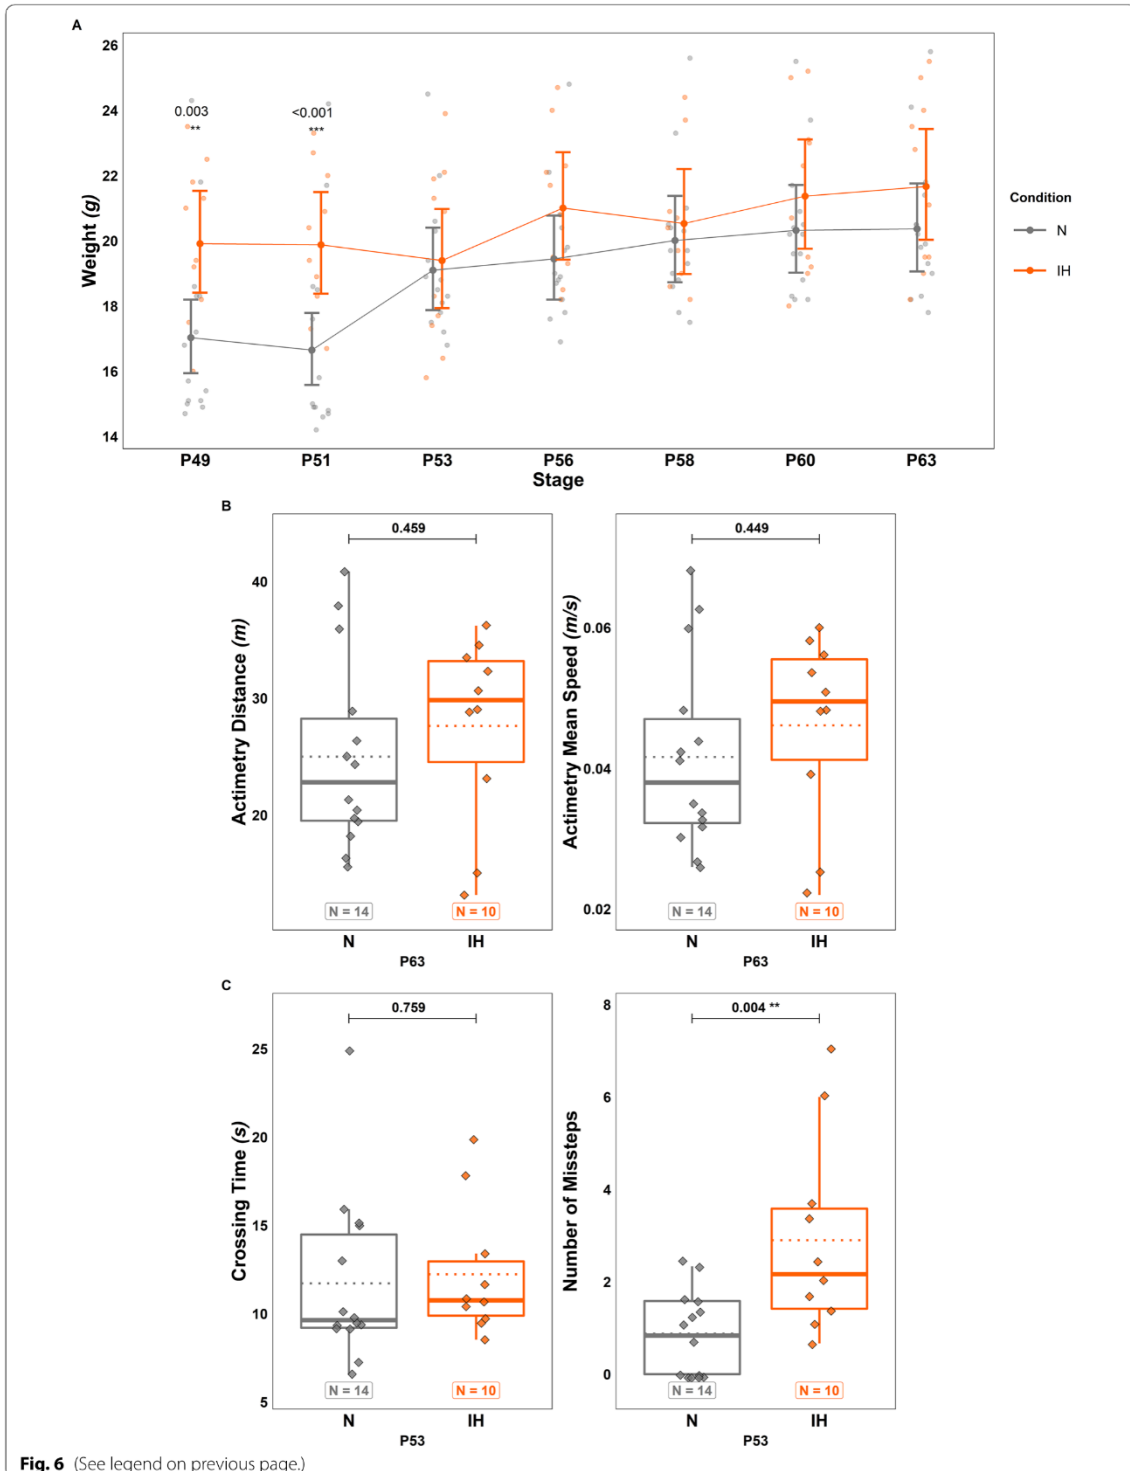 A
26
24
22
20
18
16
14
Weight (g)
0.003
**
<0.001
***
P49 P51 P53 P56 P58 P60 P63
Stage
Condition
N
IH
B
0.459
40
30
20
Actimetry Distance (m)
N = 14 N = 10
N IH
P63
0.449
0.06
0.04
0.02
Actimetry Mean Speed (m/s)
N = 14 N = 10
N IH
P63
C
0.759
25
20
15
10
5
Crossing Time (s)
N = 14 N = 10
N IH
P53
0.004 **
8
6
4
2
0
Number of Missteps
N = 14 N = 10
N IH
P53
Fig. 6 (See legend on previous page.)